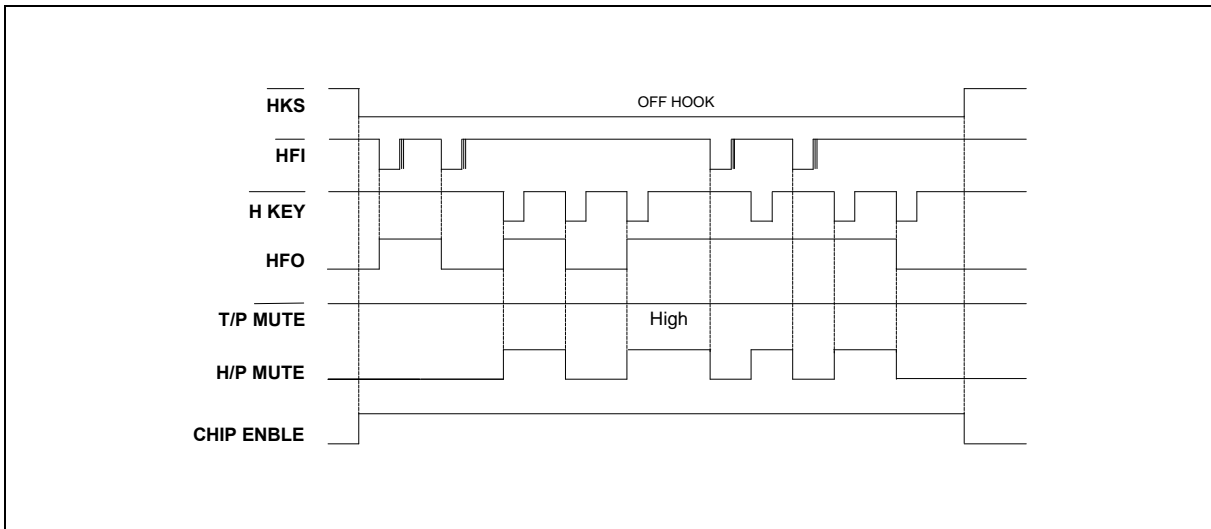 HKS
OFF HOOK
HFI
H KEY
HFO
T/P MUTE
High
H/P MUTE
CHIP ENBLE